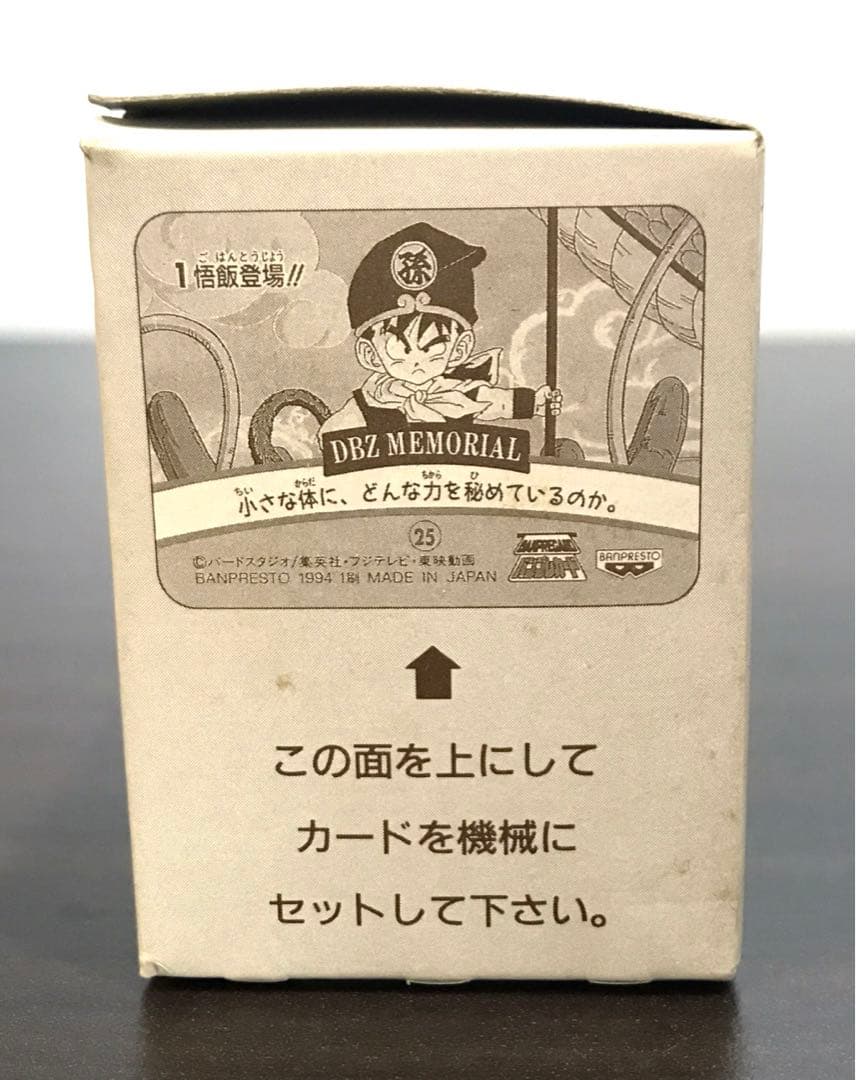 ご はんとうじょう
1 悟飯登場!!
孫
DBZ MEMORIAL
ちい からだ ちから ひ
小さな体に、どんな力を秘めているのか。
25
©バードスタジオ/集英社・フジテレビ・東映動画
BANPRESTO 1994 1刷 MADE IN JAPAN
BANPRESTO
この面を上にして
カードを機械に
セットして下さい。